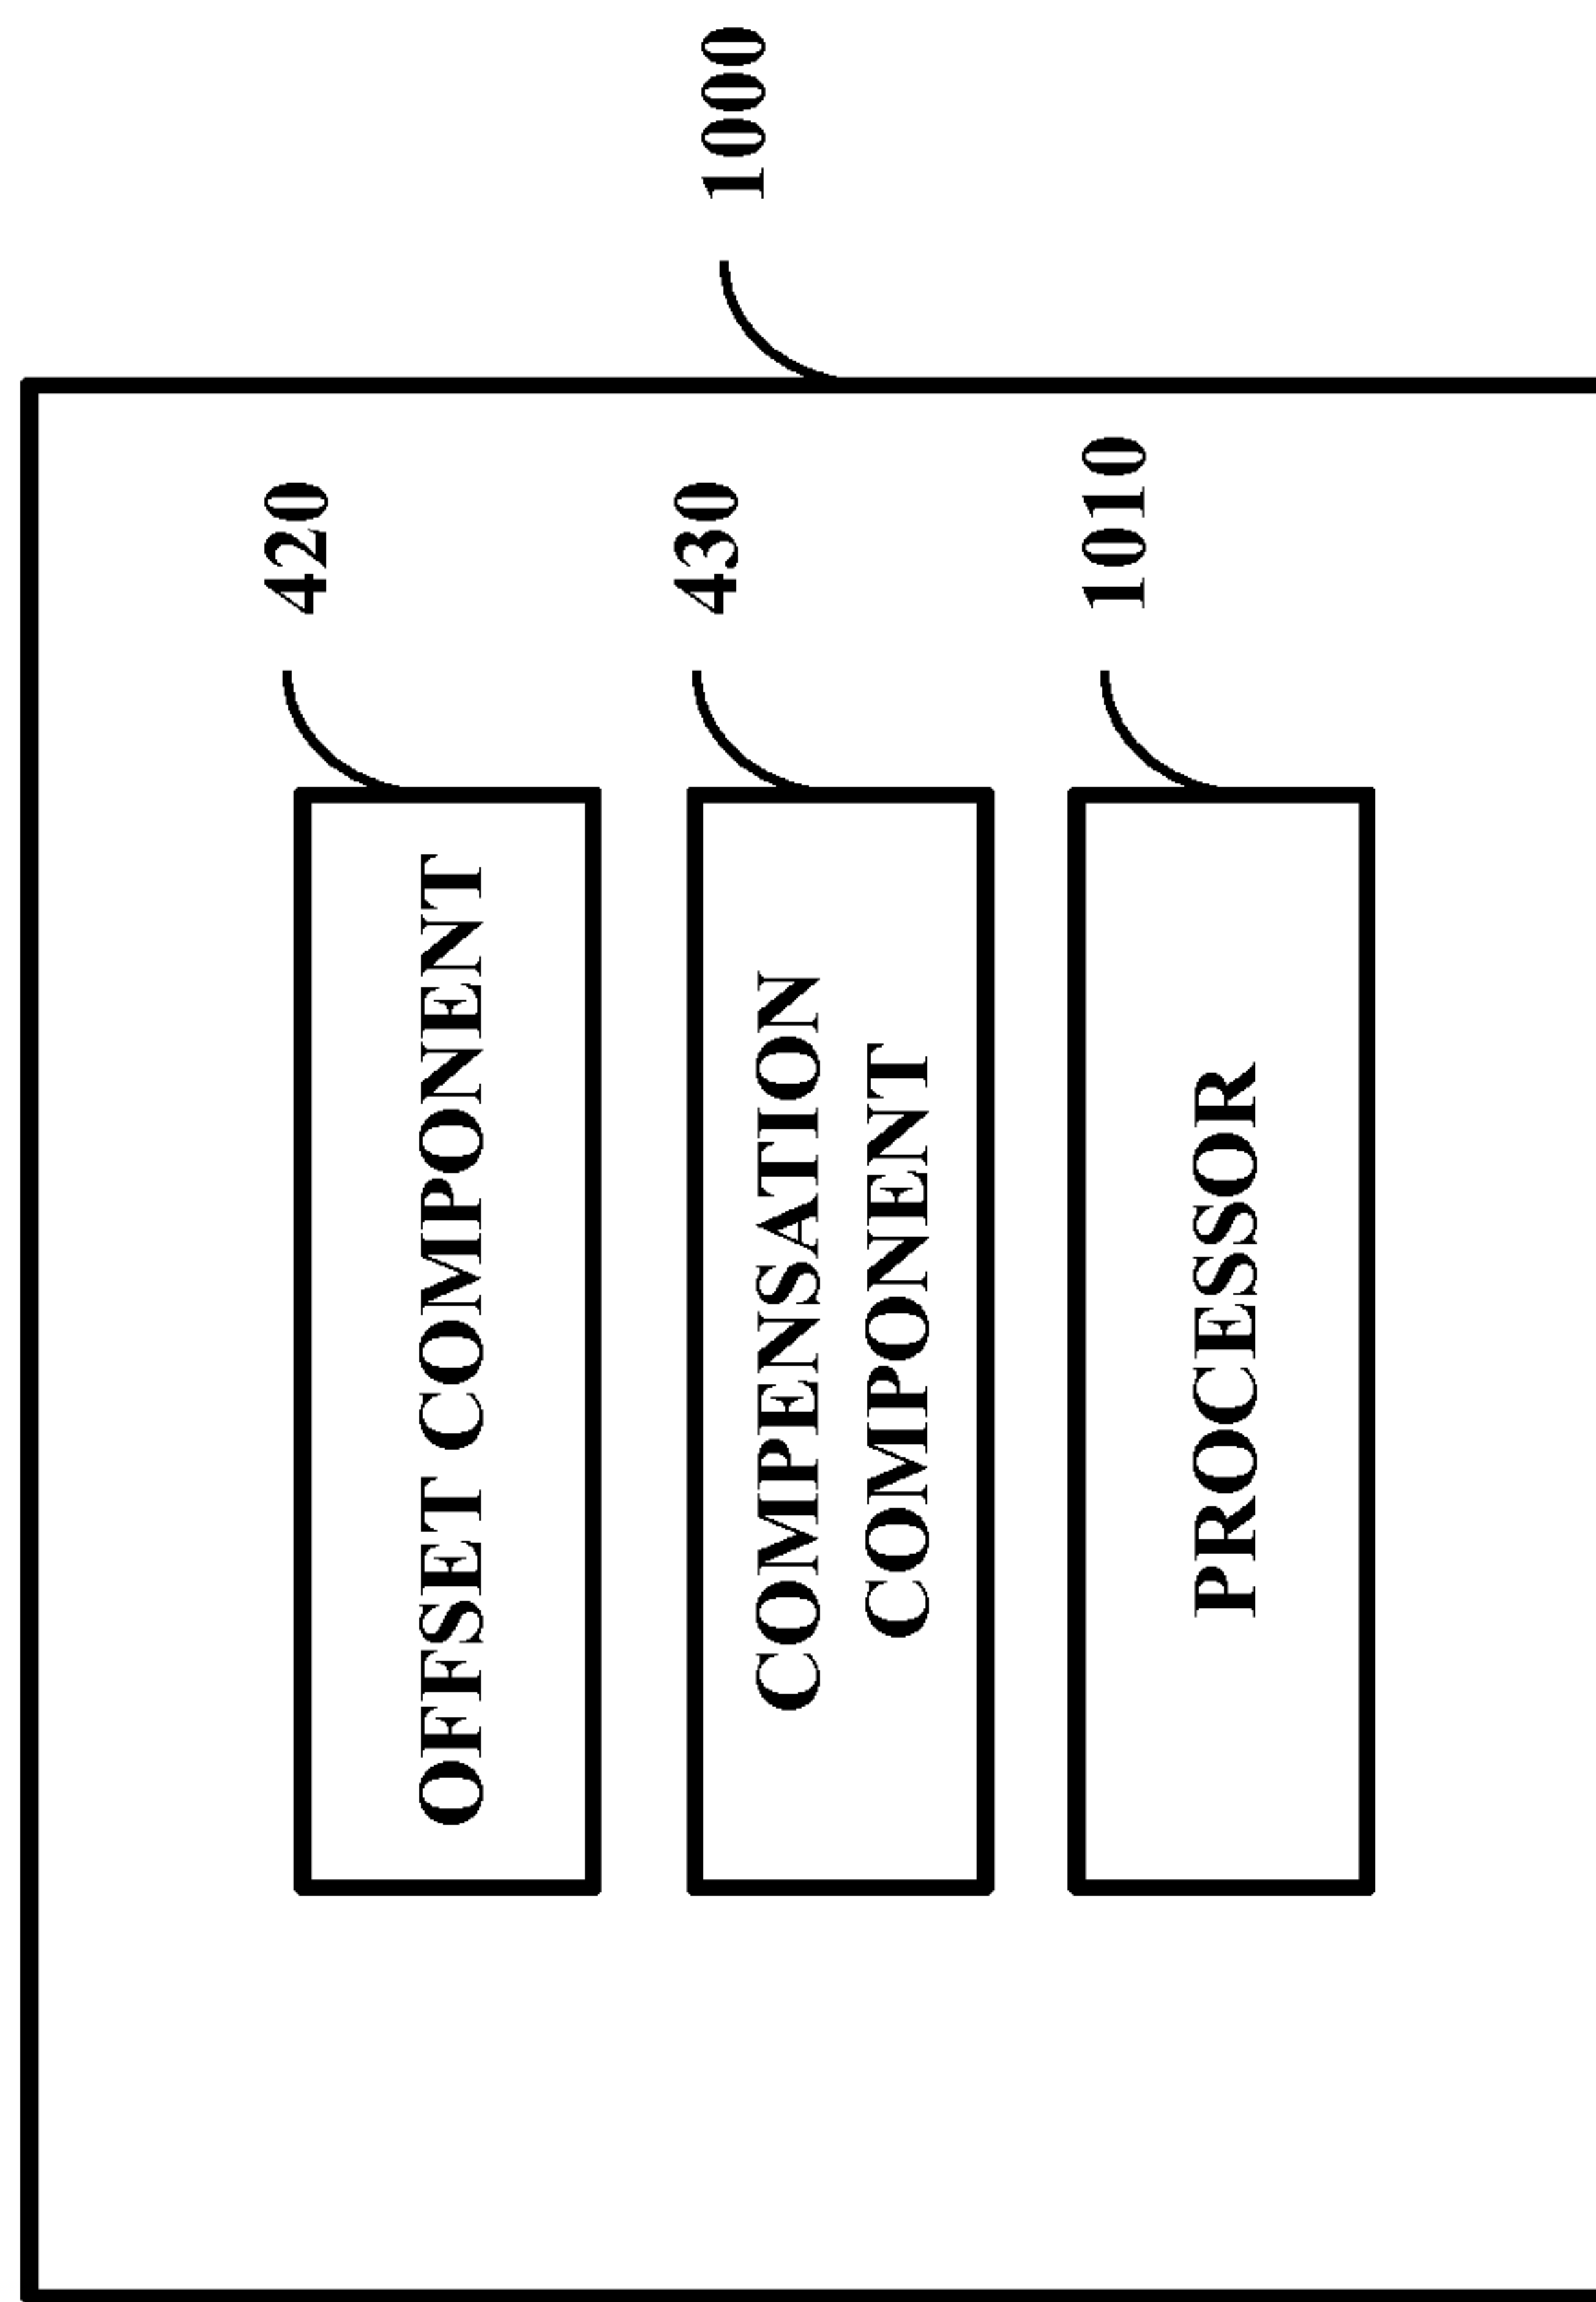 1000
420
OFFSET COMPONENT
430
COMPENSATION
COMPONENT
1010
PROCESSOR